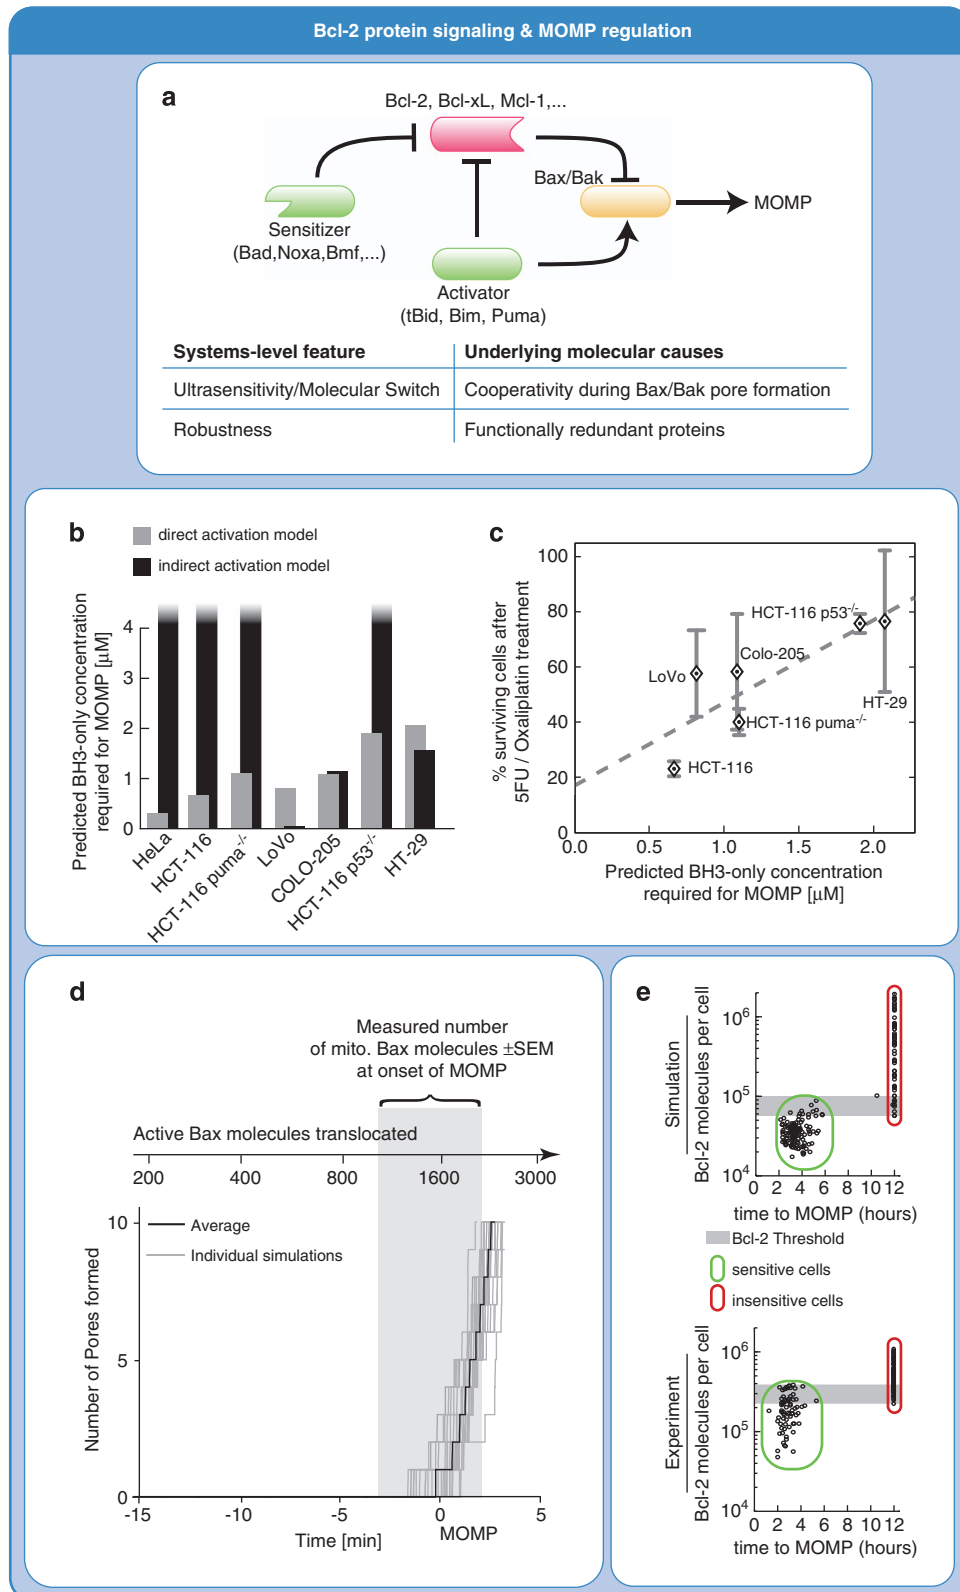 Bcl-2 protein signaling & MOMP regulation
a
Bcl-2, Bcl-xL, Mcl-1,...
Bax/Bak
MOMP
Sensitizer
(Bad,Noxa,Bmf,...)
Activator
(tBid, Bim, Puma)
Systems-level feature
Underlying molecular causes
Ultrasensitivity/Molecular Switch
Cooperativity during Bax/Bak pore formation
Robustness
Functionally redundant proteins
b
direct activation model
indirect activation model
Predicted BH3-only concentration
required for MOMP [µM]
4
3
2
1
0
HeLa
HCT-116
HCT-116 puma-/-
LoVo
COLO-205
HCT-116 p53-/-
HT-29
c
% surviving cells after
5FU / Oxaliplatin treatment
100
80
60
40
20
0
HCT-116 p53-/-
Colo-205
LoVo
HT-29
HCT-116 puma-/-
HCT-116
0.0 0.5 1.0 1.5 2.0
Predicted BH3-only concentration
required for MOMP [µM]
d
Measured number
of mito. Bax molecules ±SEM
at onset of MOMP
Active Bax molecules translocated
200 400 800 1600 3000
Number of Pores formed
10
5
0
Average
Individual simulations
-15 -10 -5 0 5
MOMP
Time [min]
e
Simulation
Bcl-2 molecules per cell
10^6
10^5
10^4
0 2 4 6 8 10 12
time to MOMP (hours)
Bcl-2 Threshold
sensitive cells
insensitive cells
Experiment
Bcl-2 molecules per cell
10^6
10^5
10^4
0 2 4 6 8 10 12
time to MOMP (hours)